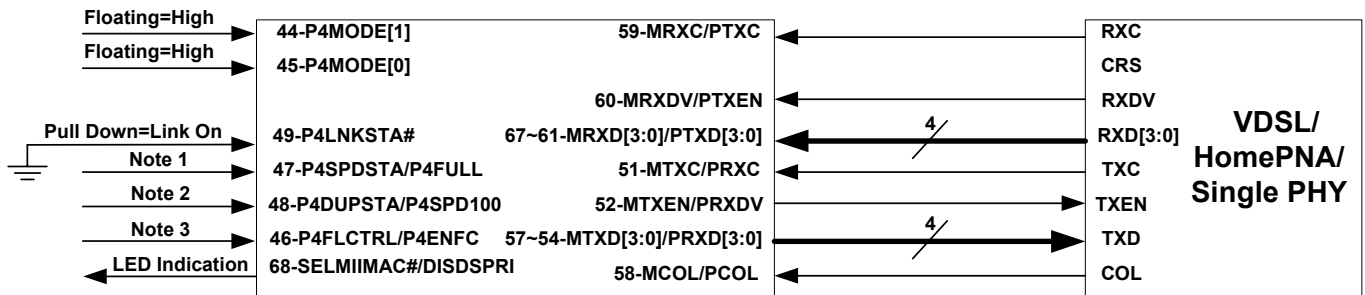 Floating=High
44-P4MODE[1]
59-MRXC/PTXC
RXC
Floating=High
45-P4MODE[0]
CRS
60-MRXDV/PTXEN
RXDV
Pull Down=Link On
49-P4LNKSTA#
67~61-MRXD[3:0]/PTXD[3:0]
4
RXD[3:0]
Note 1
47-P4SPDSTA/P4FULL
51-MTXC/PRXC
TXC
Note 2
48-P4DUPSTA/P4SPD100
52-MTXEN/PRXDV
TXEN
Note 3
46-P4FLCTRL/P4ENFC
57~54-MTXD[3:0]/PRXD[3:0]
4
TXD
LED Indication
68-SELMIIMAC#/DISDSPRI
58-MCOL/PCOL
COL
VDSL/
HomePNA/
Single PHY